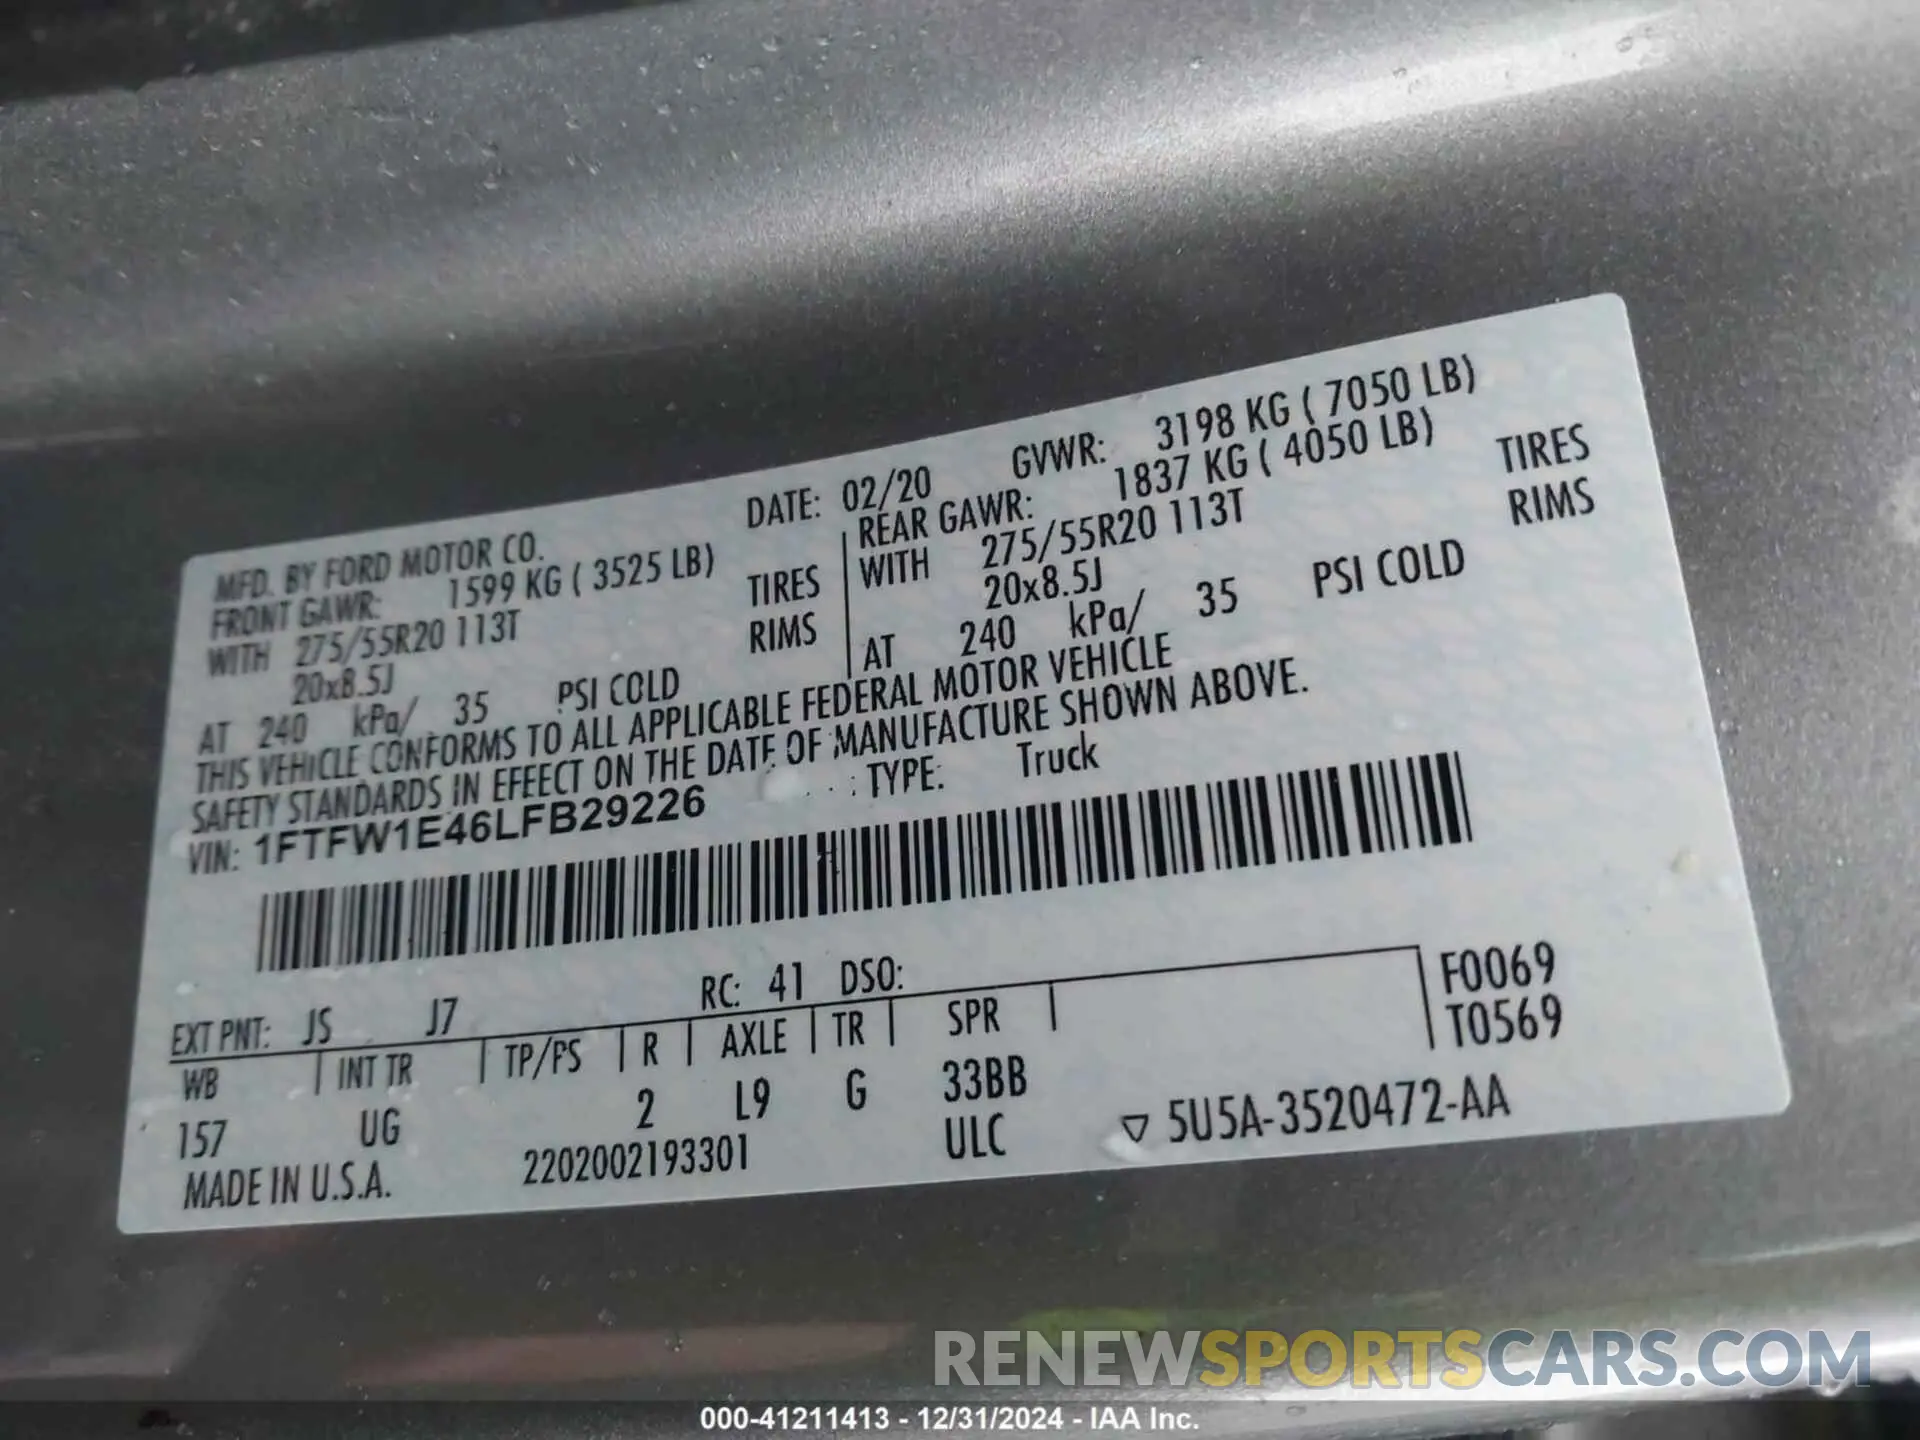 MFD. BY FORD MOTOR CO.
DATE: 02/20
GVWR: 3198 KG ( 7050 LB)
FRONT GAWR: 1599 KG ( 3525 LB)
WITH 275/55R20 113T TIRES
20x8.5J RIMS
AT 240 kPa/ 35 PSI COLD
REAR GAWR: 1837 KG ( 4050 LB)
WITH 275/55R20 113T TIRES
20x8.5J RIMS
AT 240 kPa/ 35 PSI COLD
THIS VEHICLE CONFORMS TO ALL APPLICABLE FEDERAL MOTOR VEHICLE
SAFETY STANDARDS IN EFFECT ON THE DATE OF MANUFACTURE SHOWN ABOVE.
VIN: 1FTFW1E46LFB29226
TYPE: Truck
EXT PNT: JS J7 RC: 41 DSO:
WB INT TR TP/PS R AXLE TR SPR
157 UG 2 L9 G 33BB
F0069
T0569
MADE IN U.S.A. 2202002193301 ULC
5U5A-3520472-AA
RENEWSPORTSCARS.COM
000-41211413 - 12/31/2024 - IAA Inc.